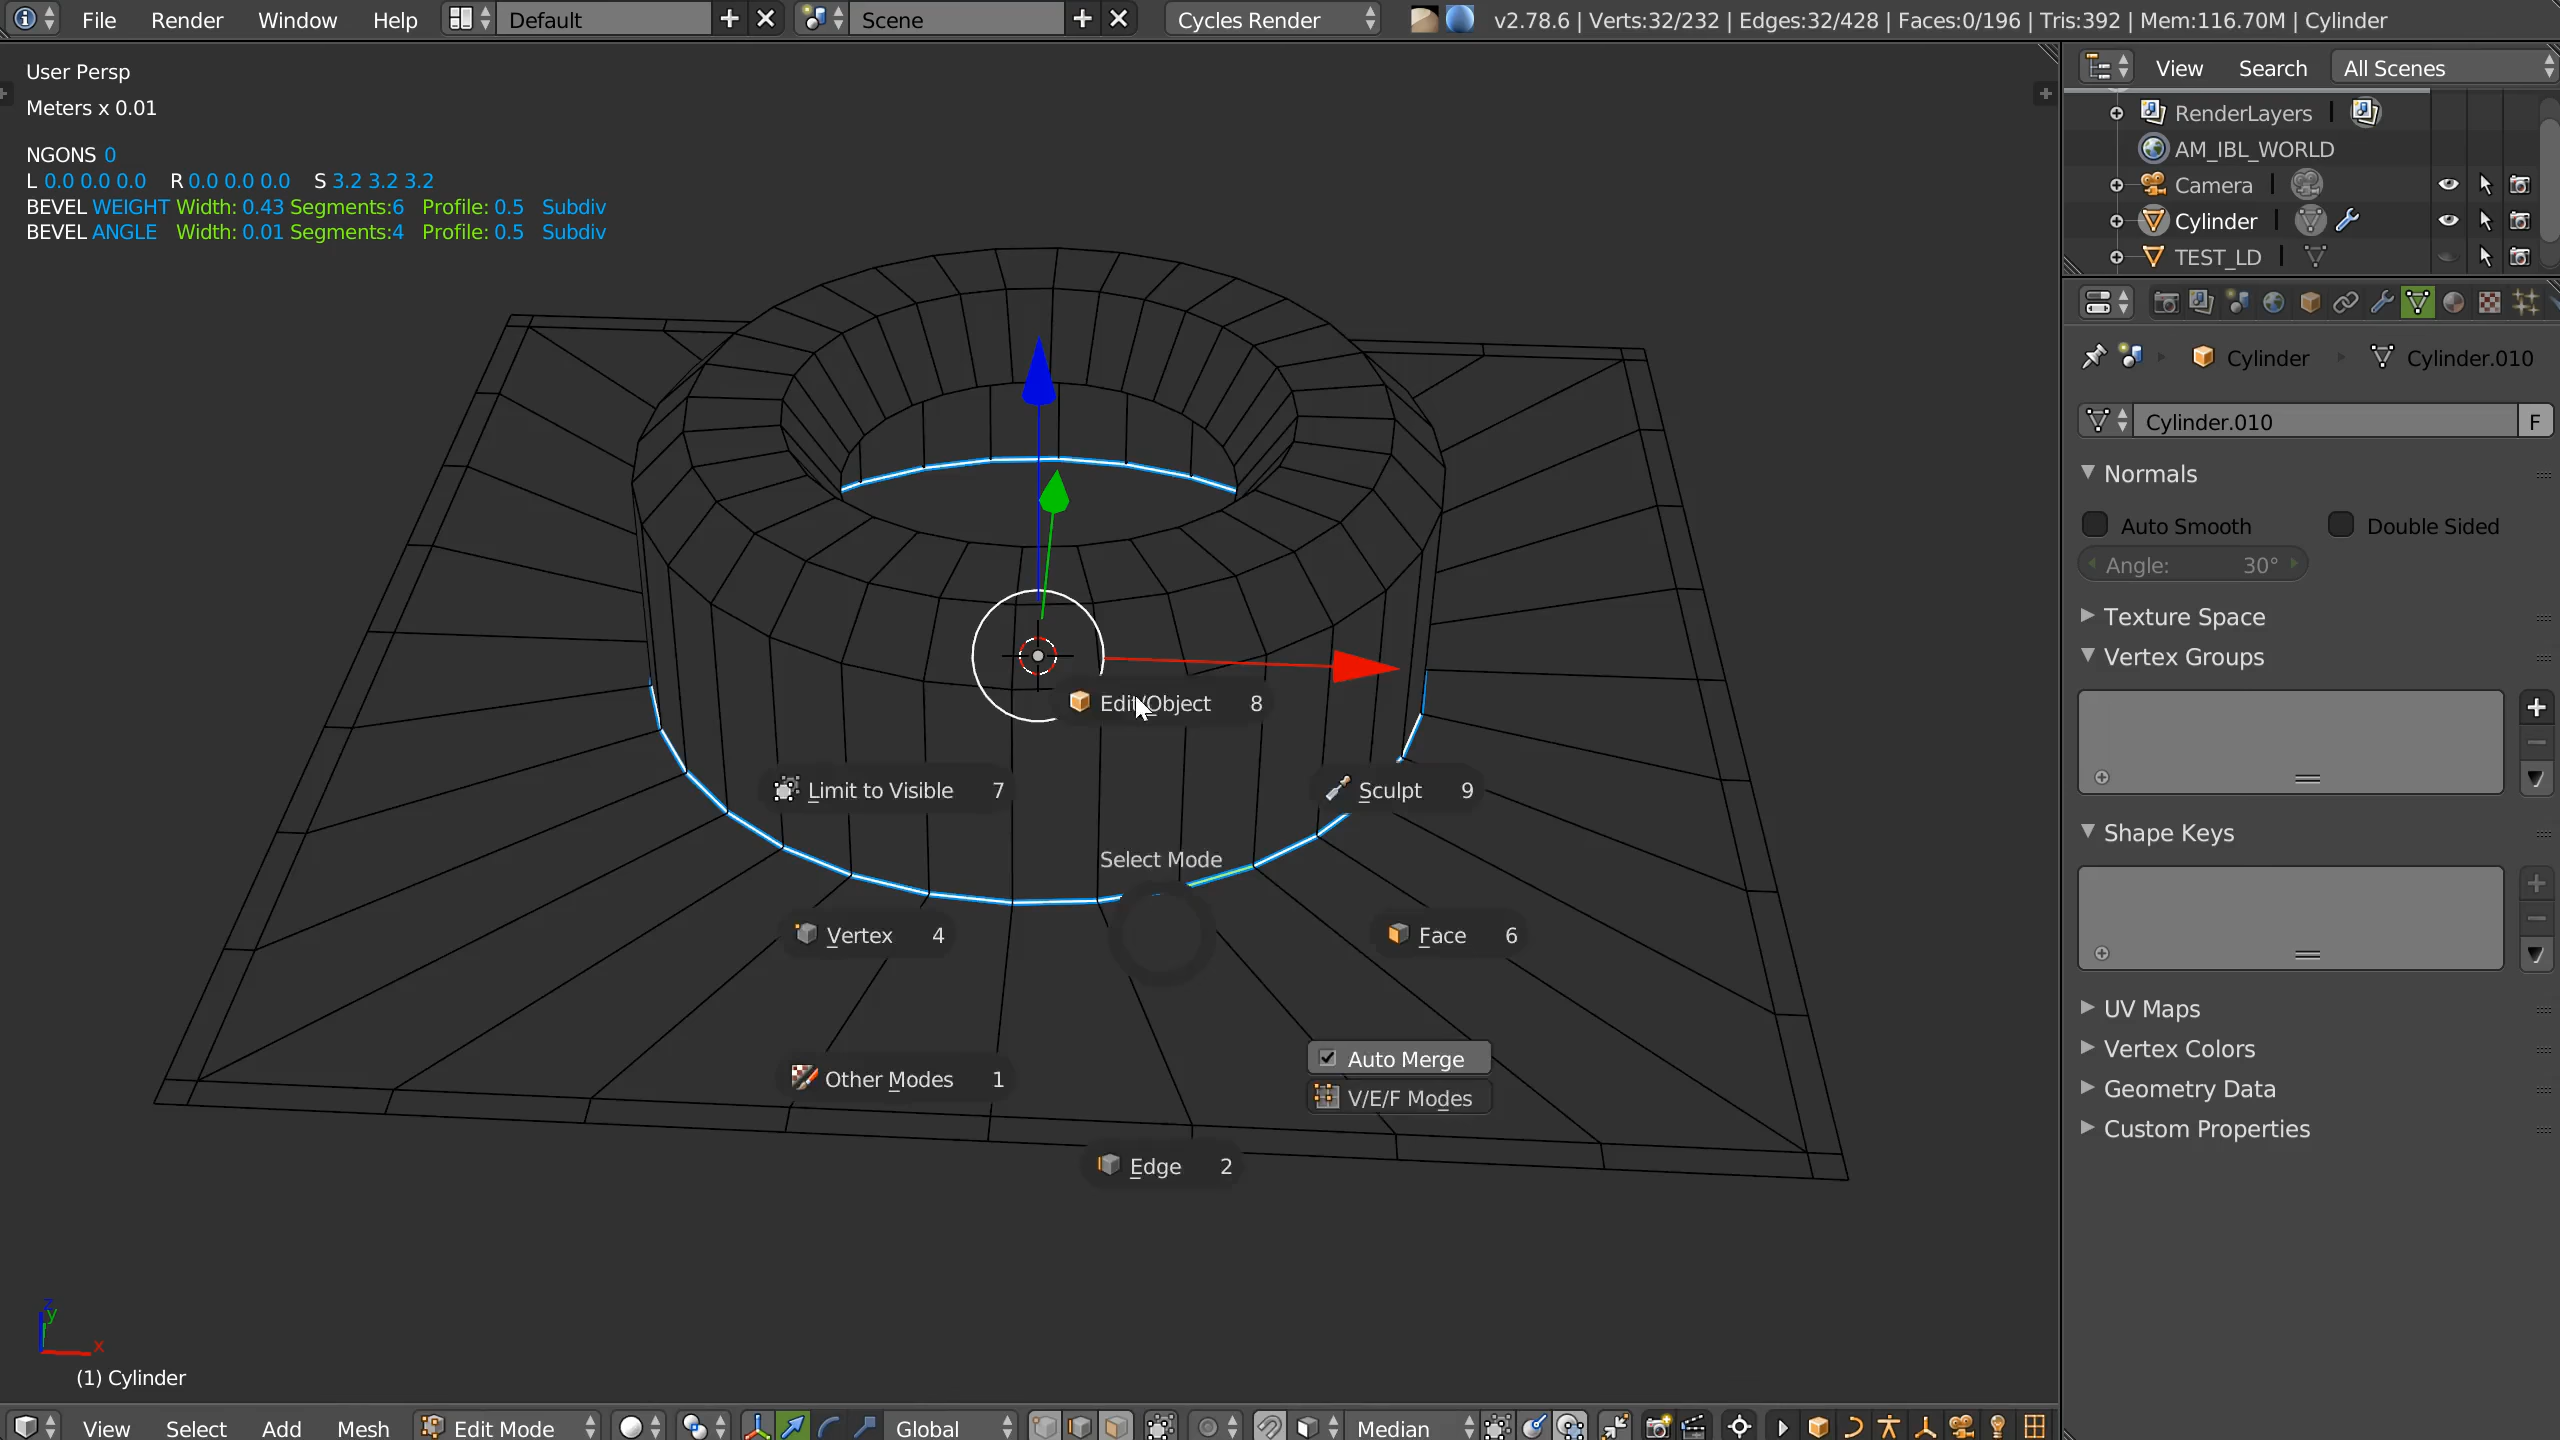 File Render Window Help Default Scene Cycles Render v2.78.6 | Verts:32/232 | Edges:32/428 | Faces:0/196 | Tris:392 | Mem:116.70M | Cylinder
View Search All Scenes
RenderLayers
AM_IBL_WORLD
Camera
Cylinder
TEST_LD
User Persp
Meters x 0.01
NGONS 0
L 0.0 0.0 0.0 R 0.0 0.0 0.0 S 3.2 3.2 3.2
BEVEL WEIGHT Width: 0.43 Segments:6 Profile: 0.5 Subdiv
BEVEL ANGLE Width: 0.01 Segments:4 Profile: 0.5 Subdiv
Edit/Object 8
Limit to Visible 7
Sculpt 9
Select Mode
Vertex 4
Face 6
Other Modes 1
Auto Merge
V/E/F Modes
Edge 2
Cylinder Cylinder.010
Cylinder.010 F
Normals
Auto Smooth Double Sided
Angle: 30°
Texture Space
Vertex Groups
Shape Keys
UV Maps
Vertex Colors
Geometry Data
Custom Properties
z
y
x
(1) Cylinder
View Select Add Mesh Edit Mode Global Median